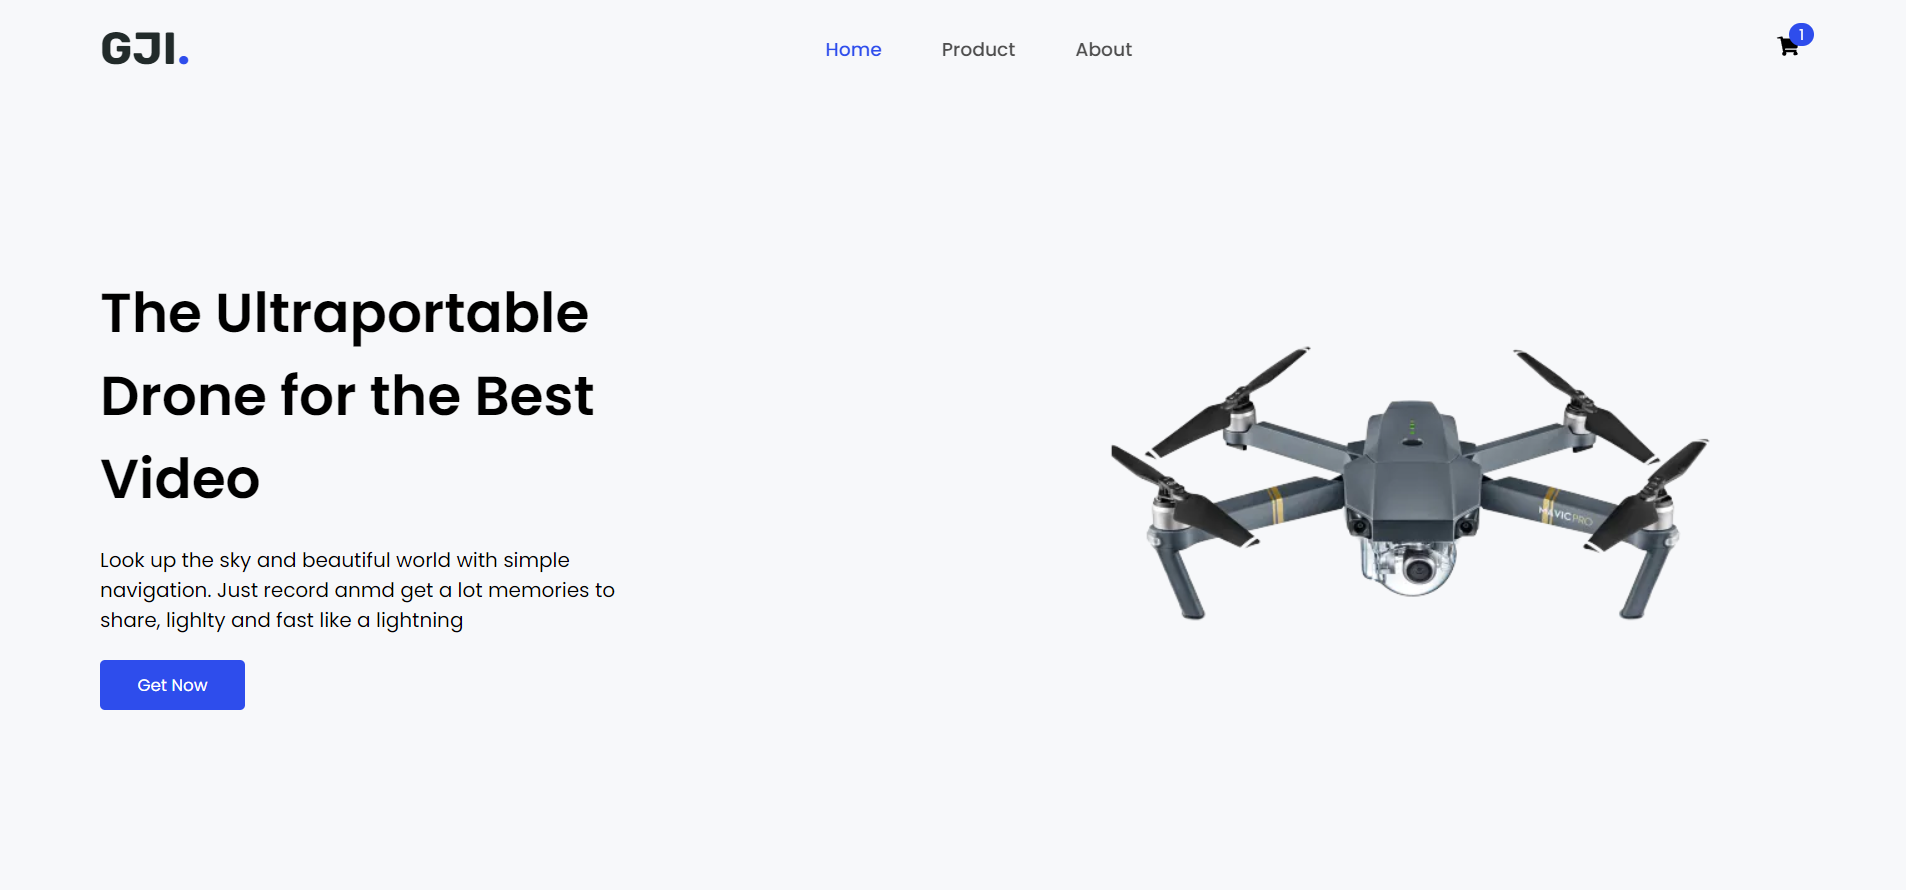 GJI.
Home Product About
1
The Ultraportable
Drone for the Best
Video
MAVIC PRO
Look up the sky and beautiful world with simple
navigation. Just record anmd get a lot memories to
share, lighlty and fast like a lightning
Get Now